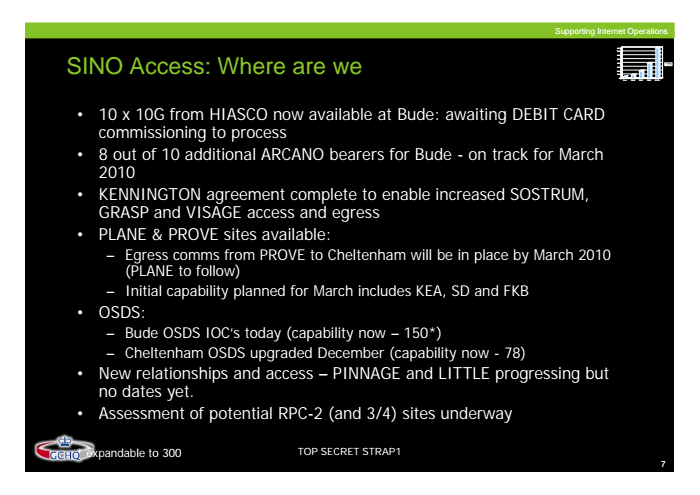 Supporting Internet Operations
SINO Access: Where are we
• 10 x 10G from HIASCO now available at Bude: awaiting DEBIT CARD
commissioning to process
• 8 out of 10 additional ARCANO bearers for Bude - on track for March
2010
• KENNINGTON agreement complete to enable increased SOSTRUM,
GRASP and VISAGE access and egress
• PLANE & PROVE sites available:
– Egress comms from PROVE to Cheltenham will be in place by March 2010
(PLANE to follow)
– Initial capability planned for March includes KEA, SD and FKB
• OSDS:
– Bude OSDS IOC's today (capability now – 150*)
– Cheltenham OSDS upgraded December (capability now - 78)
• New relationships and access – PINNAGE and LITTLE progressing but
no dates yet.
• Assessment of potential RPC-2 (and 3/4) sites underway
GCHQ
expandable to 300
TOP SECRET STRAP1
7